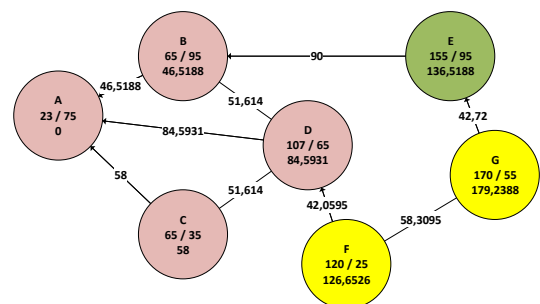 B
65 / 95
46,5188
E
155 / 95
136,5188
90
A
23 / 75
0
46,5188
51,614
D
107 / 65
84,5931
84,5931
42,72
G
170 / 55
179,2388
58
51,614
C
65 / 35
58
42,0595
58,3095
F
120 / 25
126,6526